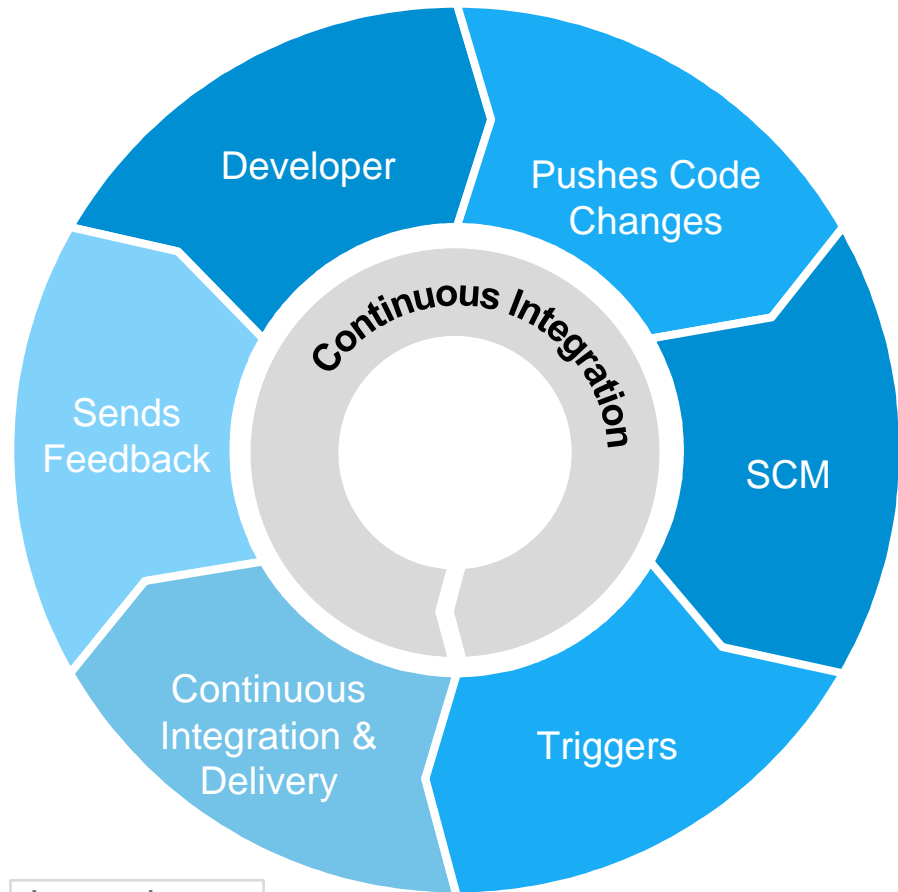 Developer
Pushes Code
Changes
Continuous Integration
SCM
Sends
Feedback
Triggers
Continuous
Integration &
Delivery